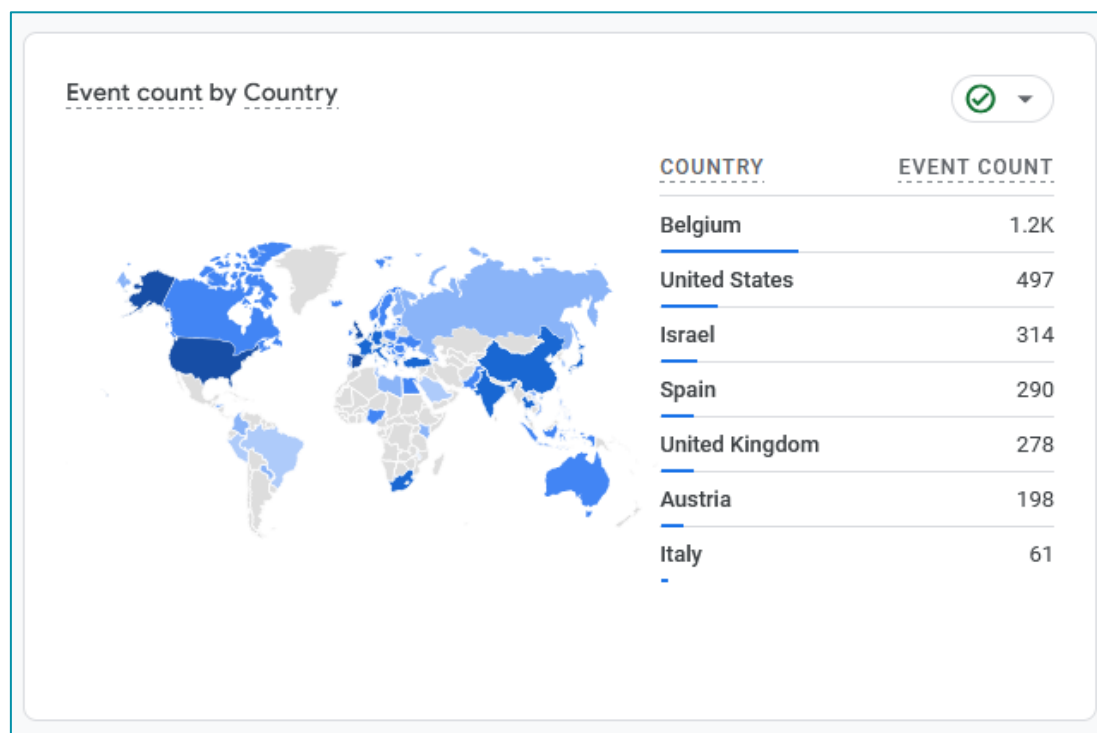 Event count by Country
COUNTRY EVENT COUNT
Belgium 1.2K
United States 497
Israel 314
Spain 290
United Kingdom 278
Austria 198
Italy 61